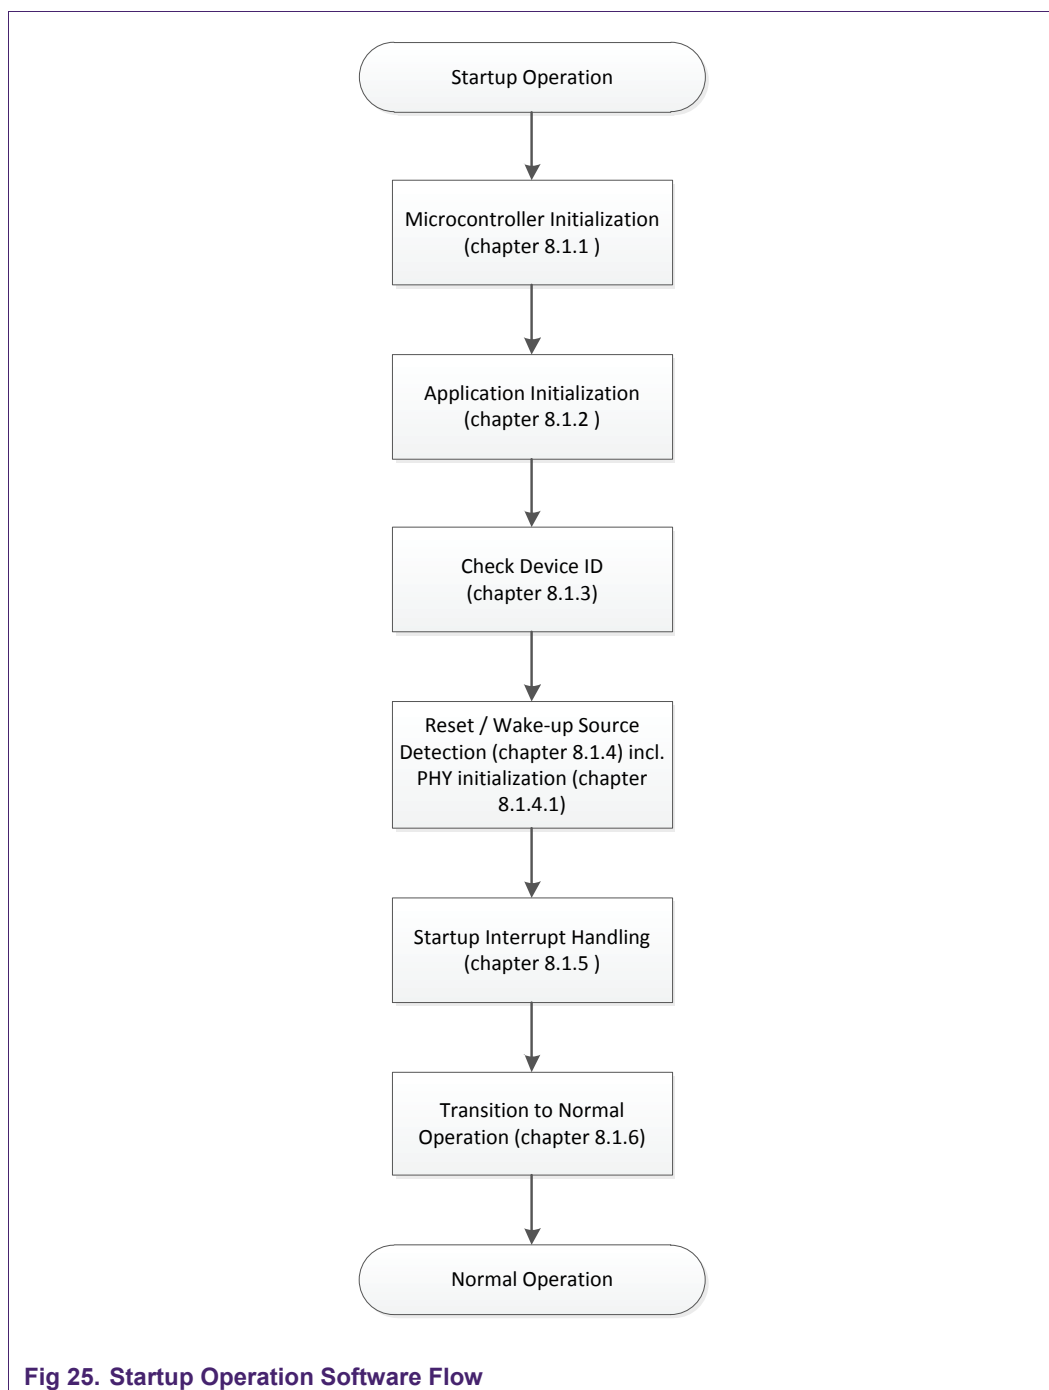 Startup Operation
Microcontroller Initialization
(chapter 8.1.1 )
Application Initialization
(chapter 8.1.2 )
Check Device ID
(chapter 8.1.3)
Reset / Wake-up Source
Detection (chapter 8.1.4) incl.
PHY initialization (chapter
8.1.4.1)
Startup Interrupt Handling
(chapter 8.1.5 )
Transition to Normal
Operation (chapter 8.1.6)
Normal Operation
Fig 25. Startup Operation Software Flow